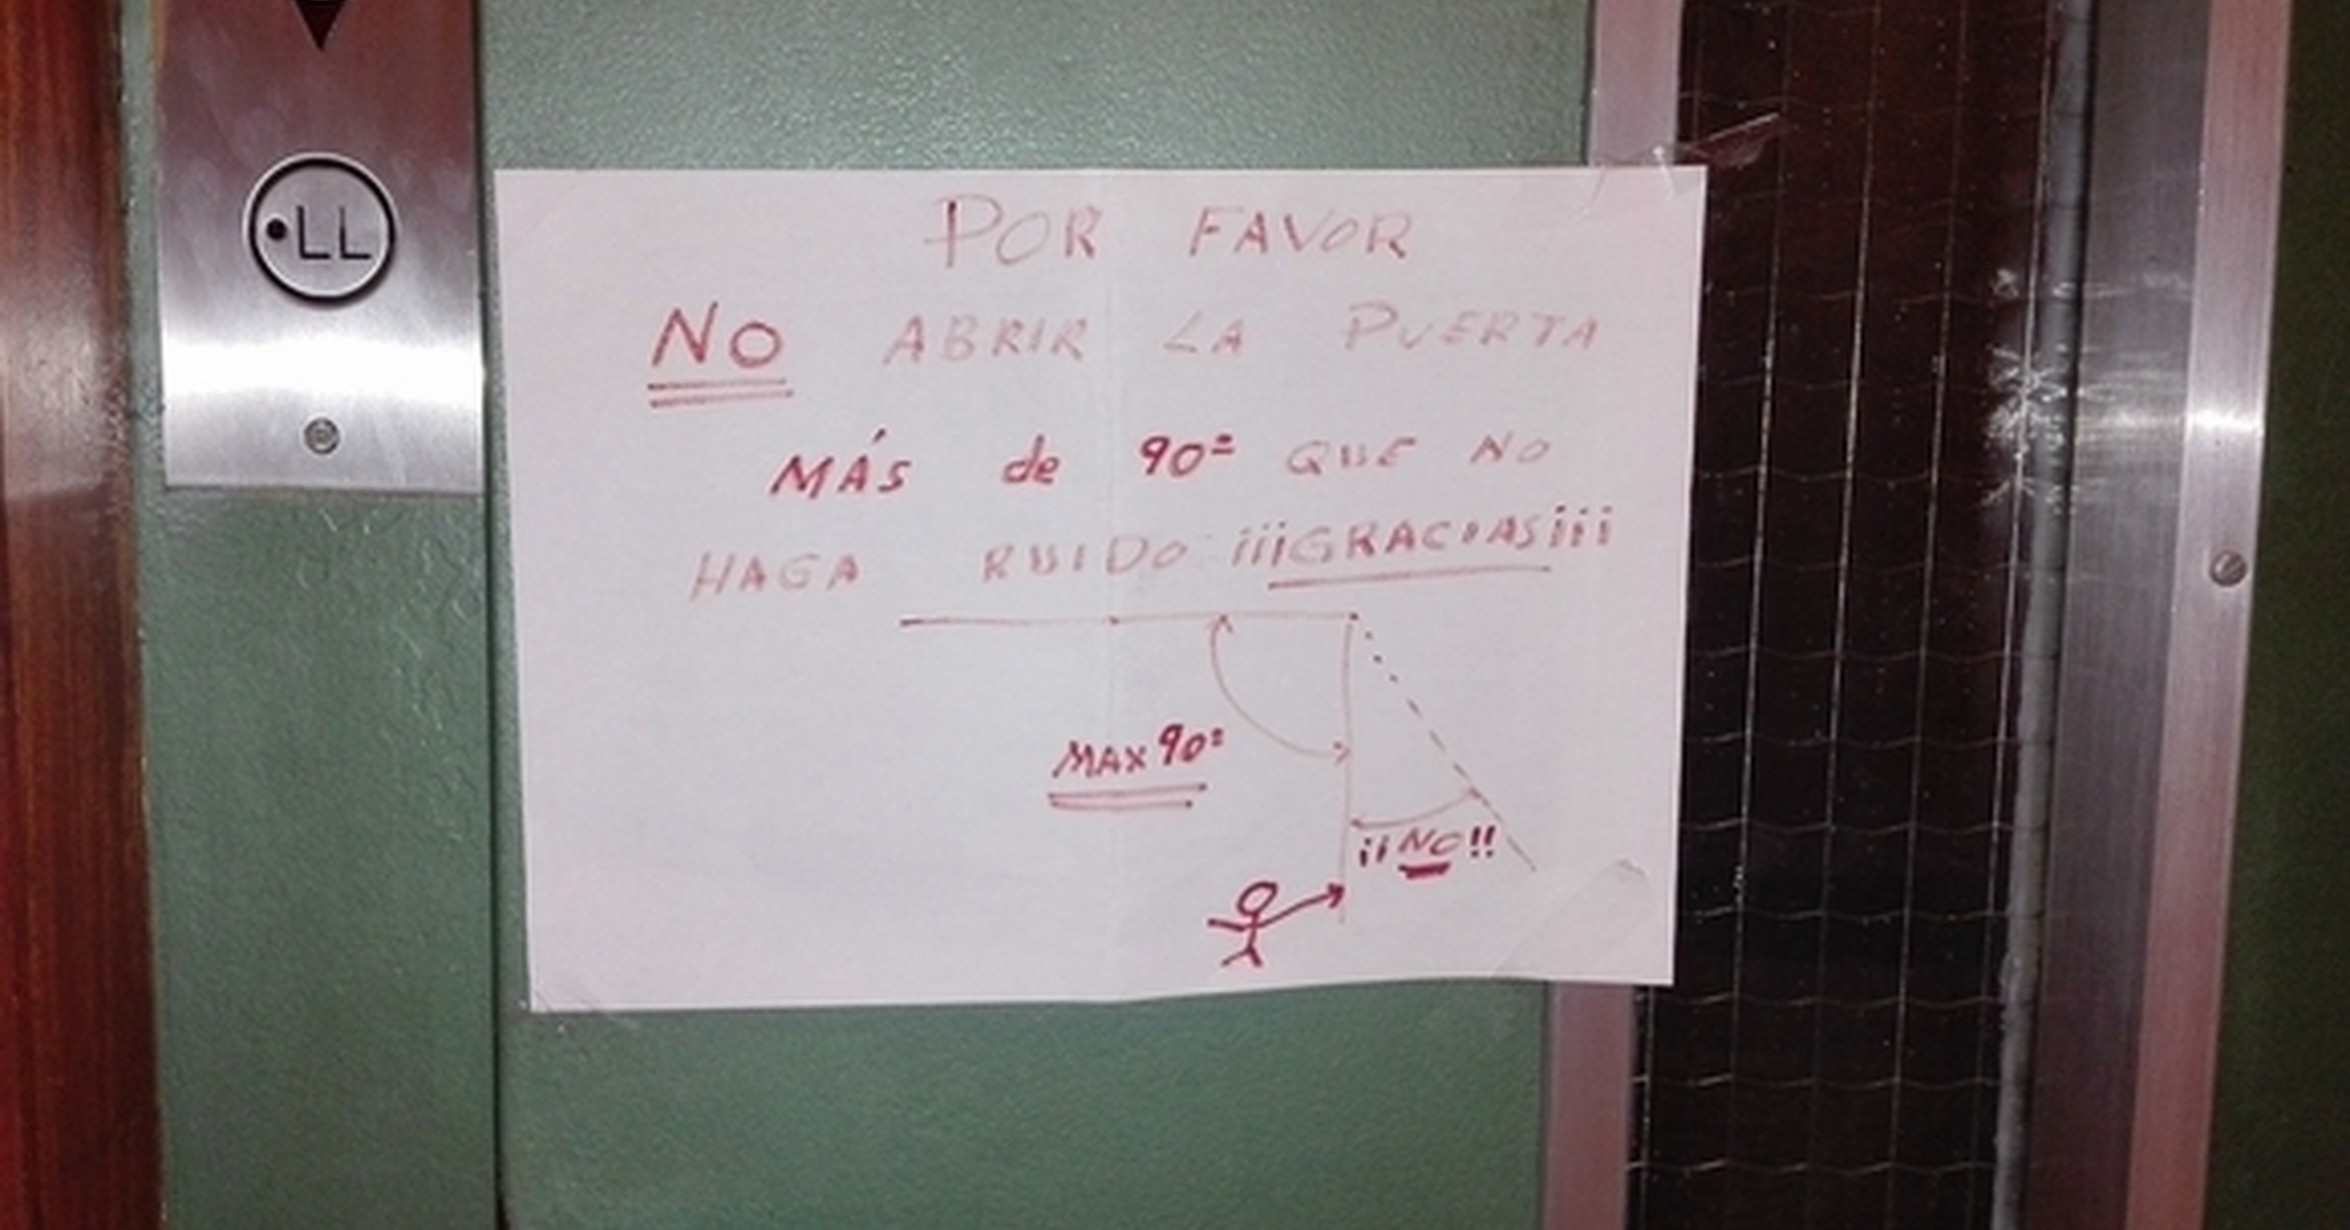 •LL
POR FAVOR
NO ABRIR LA PUERTA
MÁS de 90º QUE NO
HAGA RUIDO ¡¡¡GRACIAS¡¡¡
MAX 90º
¡¡NO!!